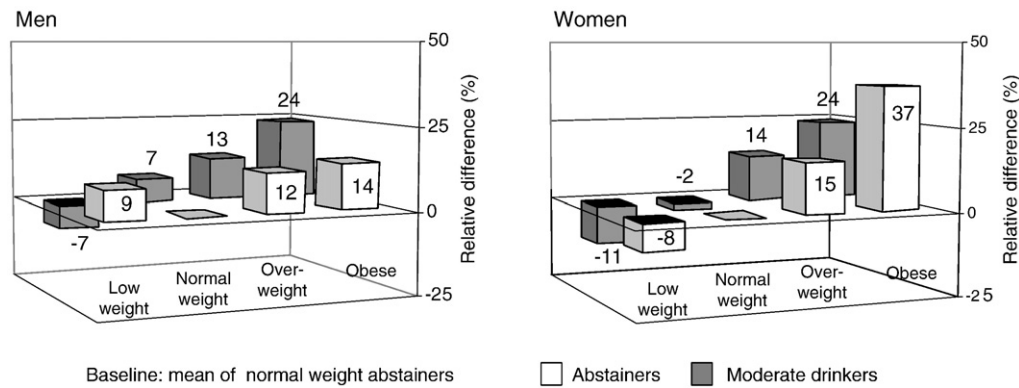 Men
50
25
0
-25
Relative difference (%)
24
13
7
9
12
14
-7
Low
weight
Normal
weight
Over-
weight
Obese
Women
50
25
0
-25
Relative difference (%)
24
37
14
-2
15
-8
-11
Low
weight
Normal
weight
Over-
weight
Obese
Baseline: mean of normal weight abstainers
Abstainers
Moderate drinkers